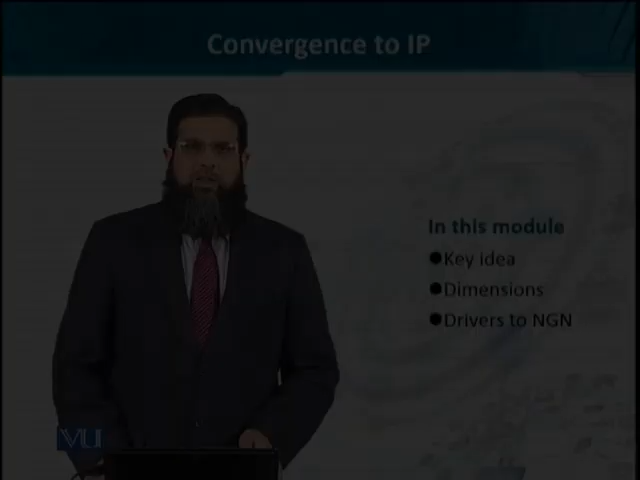 Convergence to IP
In this module
●Key idea
●Dimensions
●Drivers to NGN
VU